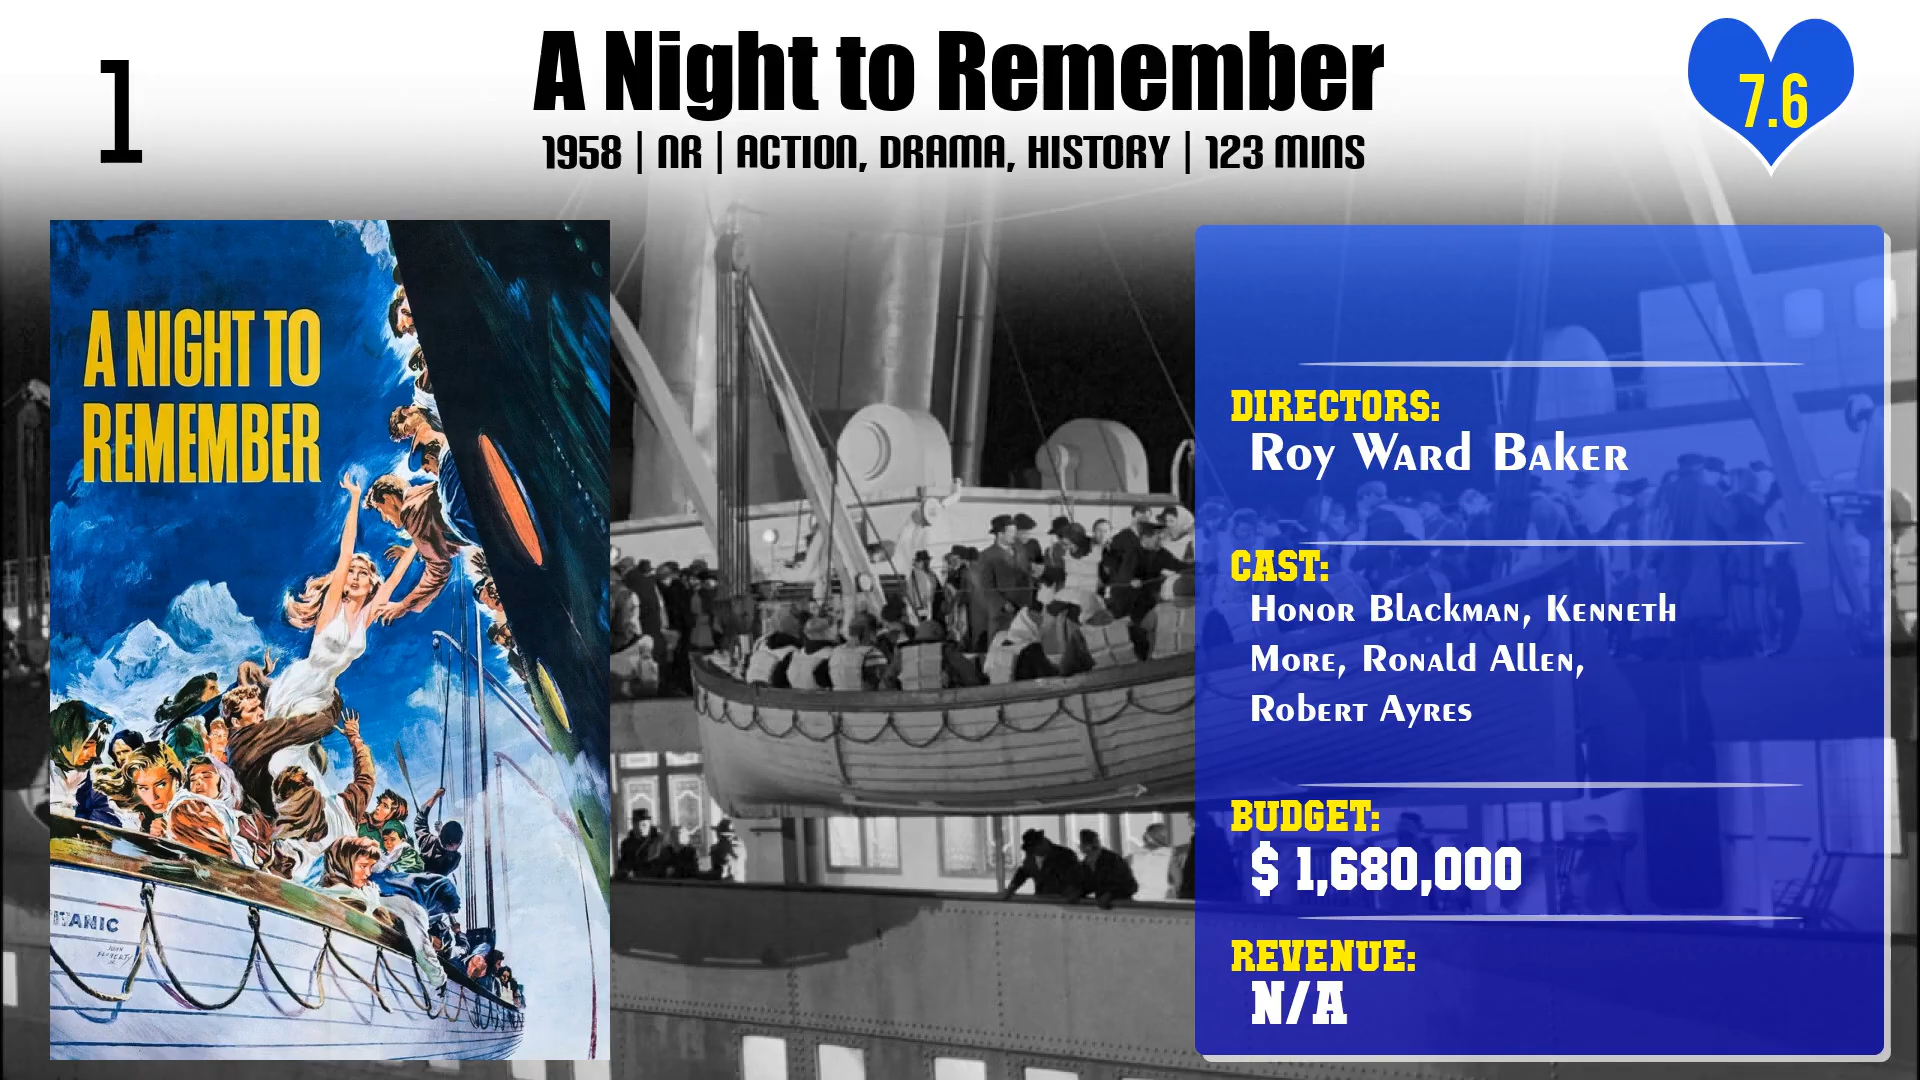 1
A Night to Remember
1958 | NR | ACTION, DRAMA, HISTORY | 123 MINS
7.6
A NIGHT TO
REMEMBER
TANIC
DIRECTORS:
Roy Ward Baker
CAST:
Honor Blackman, Kenneth
More, Ronald Allen,
Robert Ayres
BUDGET:
$ 1,680,000
REVENUE:
N/A